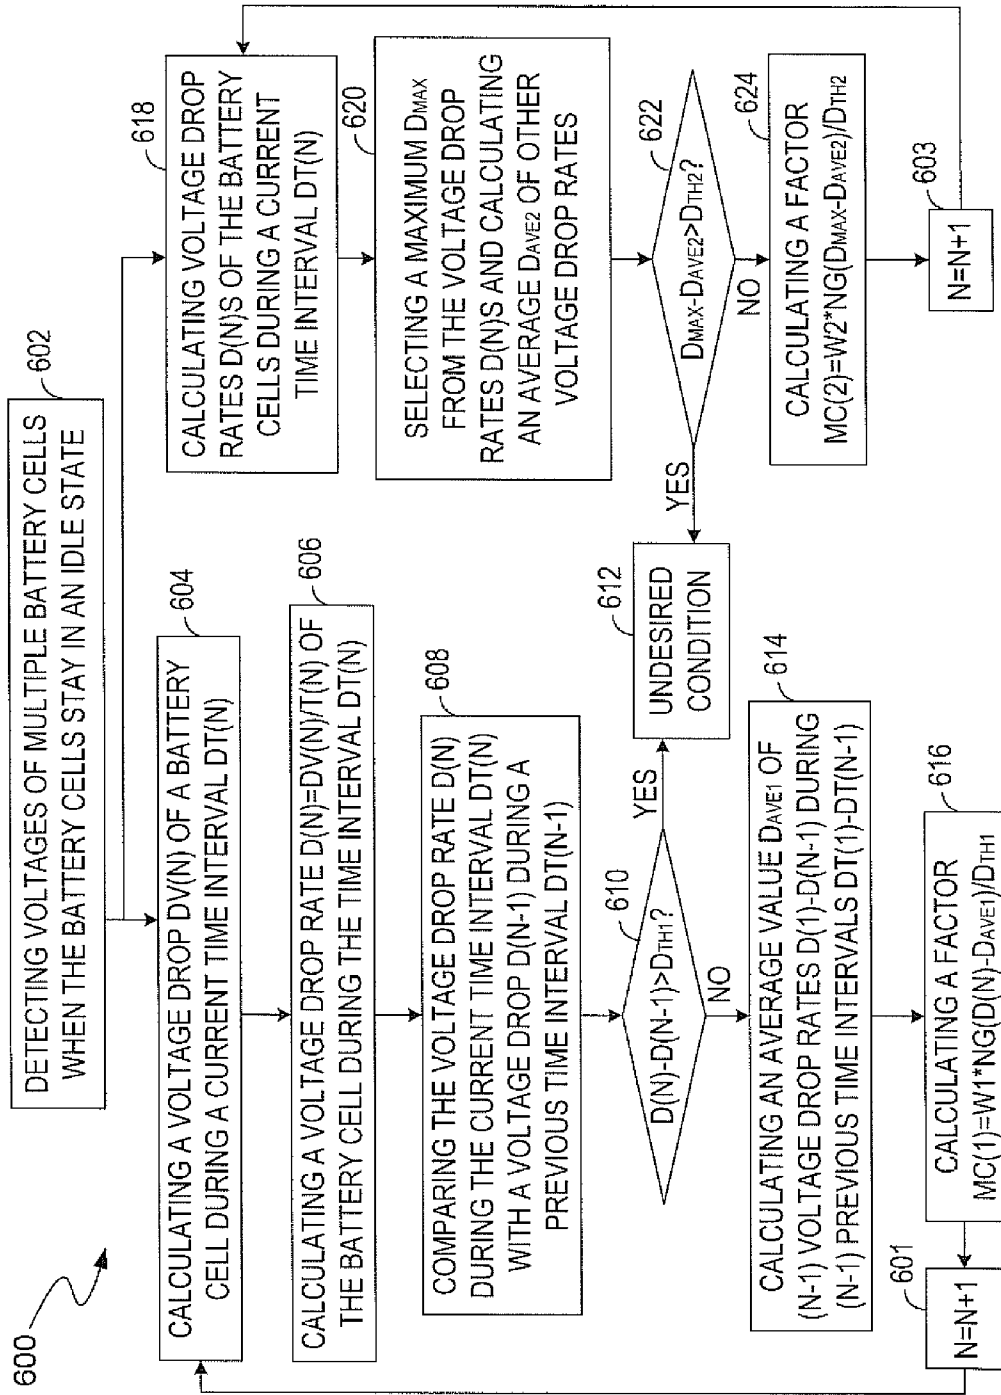 600
602
DETECTING VOLTAGES OF MULTIPLE BATTERY CELLS
WHEN THE BATTERY CELLS STAY IN AN IDLE STATE
604
CALCULATING A VOLTAGE DROP DV(N) OF A BATTERY
CELL DURING A CURRENT TIME INTERVAL DT(N)
606
CALCULATING A VOLTAGE DROP RATE D(N)=DV(N)/T(N) OF
THE BATTERY CELL DURING THE TIME INTERVAL DT(N)
608
COMPARING THE VOLTAGE DROP RATE D(N)
DURING THE CURRENT TIME INTERVAL DT(N)
WITH A VOLTAGE DROP D(N-1) DURING A
PREVIOUS TIME INTERVAL DT(N-1)
610
D(N)-D(N-1)>DTH1?
YES
NO
612
UNDESIRED
CONDITION
614
CALCULATING AN AVERAGE VALUE DAVE1 OF
(N-1) VOLTAGE DROP RATES D(1)-D(N-1) DURING
(N-1) PREVIOUS TIME INTERVALS DT(1)-DT(N-1)
616
CALCULATING A FACTOR
MC(1)=W1*NG(D(N)-DAVE1)/DTH1
601
N=N+1
618
CALCULATING VOLTAGE DROP
RATES D(N)S OF THE BATTERY
CELLS DURING A CURRENT
TIME INTERVAL DT(N)
620
SELECTING A MAXIMUM DMAX
FROM THE VOLTAGE DROP
RATES D(N)S AND CALCULATING
AN AVERAGE DAVE2 OF OTHER
VOLTAGE DROP RATES
622
DMAX-DAVE2>DTH2?
YES
NO
624
CALCULATING A FACTOR
MC(2)=W2*NG(DMAX-DAVE2)/DTH2
603
N=N+1